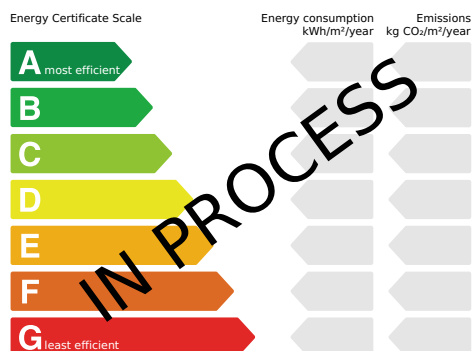 Energy Certificate Scale
Energy consumption
kWh/m²/year
Emissions
kg CO₂/m²/year
A most efficient
B
C
D
E
F
G least efficient
IN PROCESS